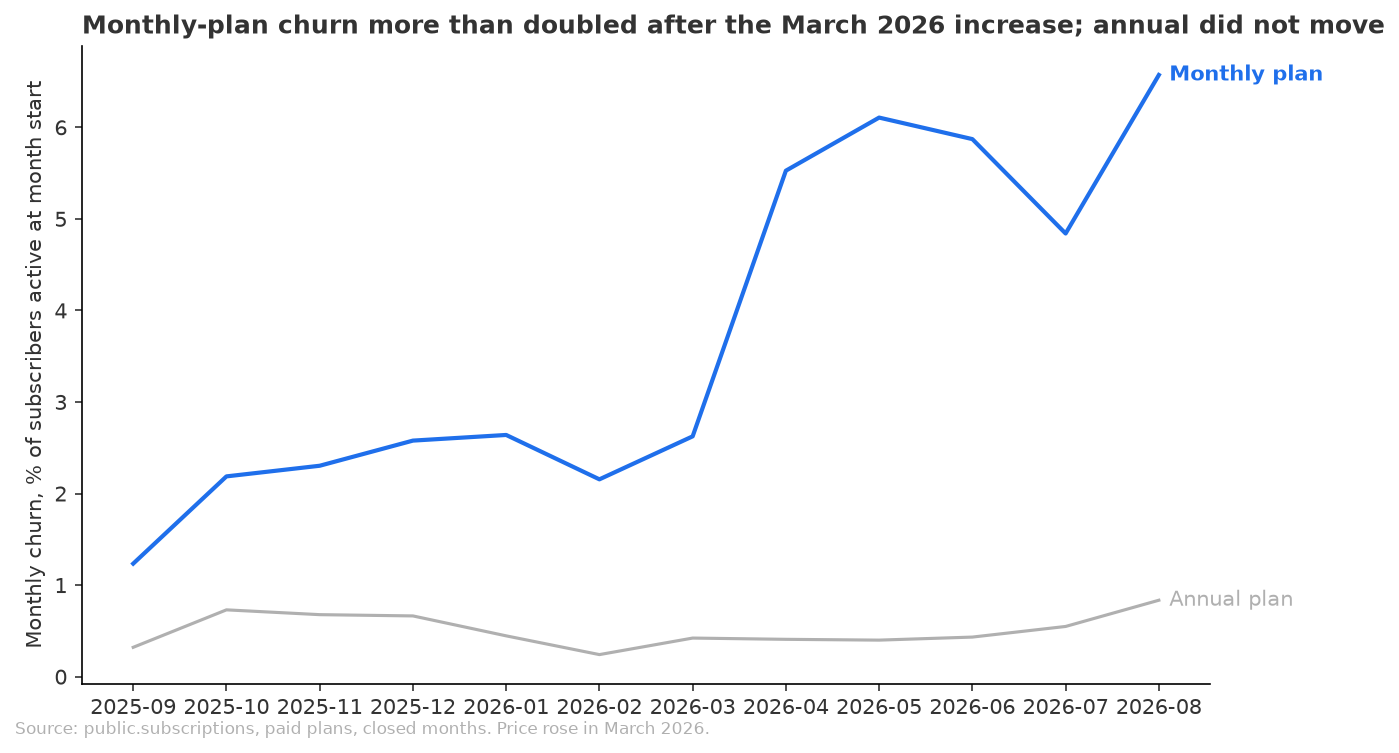 Monthly-plan churn more than doubled after the March 2026 increase; annual did not move
Monthly churn, % of subscribers active at month start
6
5
4
3
2
1
0
Monthly plan
Annual plan
2025-09 2025-10 2025-11 2025-12 2026-01 2026-02 2026-03 2026-04 2026-05 2026-06 2026-07 2026-08
Source: public.subscriptions, paid plans, closed months. Price rose in March 2026.